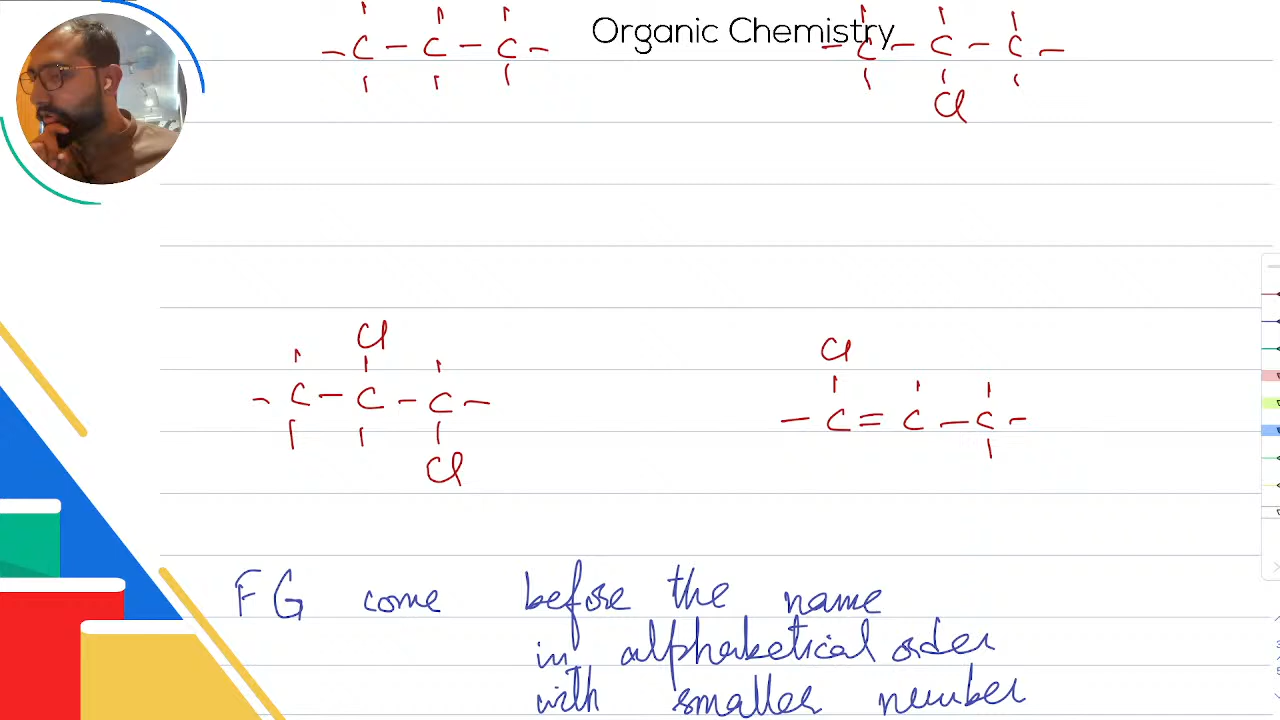 Organic Chemistry
- C - C - C -
- C - C - C -
Cl
Cl
- C - C - C -
Cl
Cl
- C = C - C -
FG come before the name
in alphabetical order
with smaller number